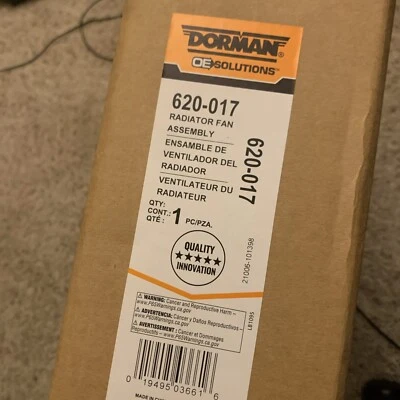 DORMAN®
OE SOLUTIONS™
620-017
RADIATOR FAN
ASSEMBLY
ENSAMBLE DE
VENTILADOR DEL
RADIADOR
VENTILATEUR DU
RADIATEUR
QTY:
CONT.: 1 PC/PZA.
QTÉ :
620-017
21006-101398
QUALITY
★★★★★
INNOVATION
WARNING: Cancer and Reproductive Harm –
www.P65Warnings.ca.gov
ADVERTENCIA: Cáncer y Daños Reproductivos –
www.P65Warnings.ca.gov
AVERTISSEMENT : Cancer et Dommages
Reproductifs – www.P65Warnings.ca.gov
0 19495 03661 6
MADE IN